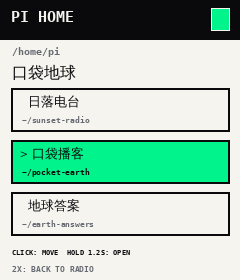 PI HOME
/home/pi
口袋地球
日落电台
~/sunset-radio
> 口袋播客
~/pocket-earth
地球答案
~/earth-answers
CLICK: MOVE HOLD 1.2S: OPEN
2X: BACK TO RADIO